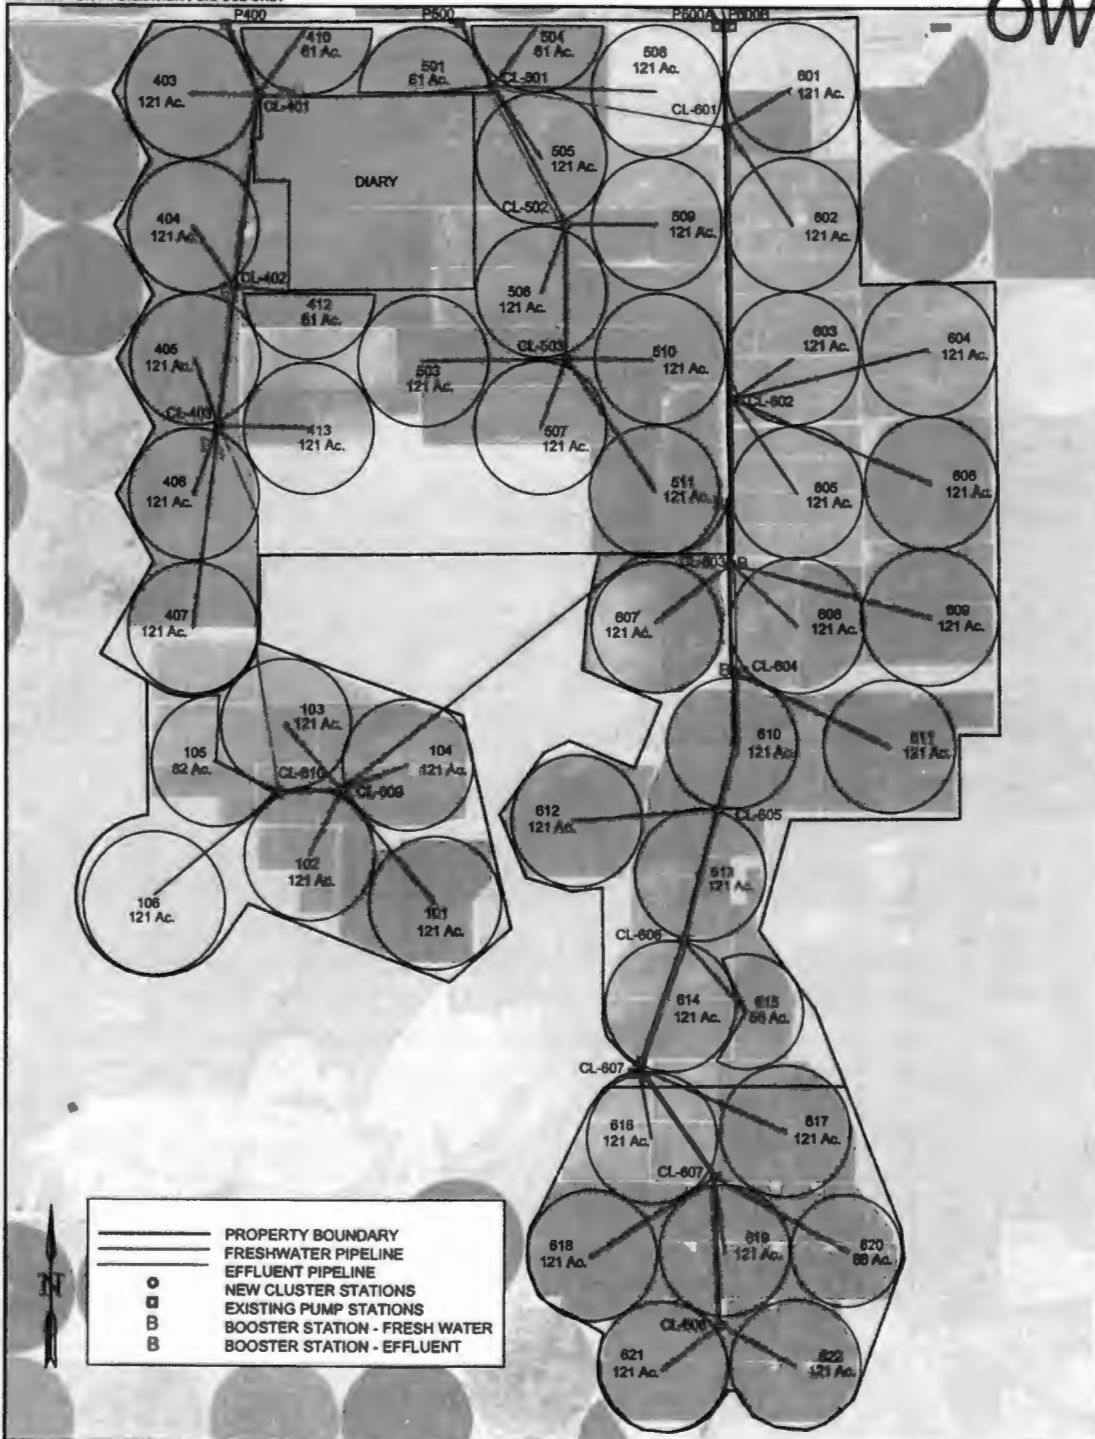 OW
P400
P500
P600A
P600B
403
121 Ac.
410
61 Ac.
501
61 Ac.
504
61 Ac.
508
121 Ac.
601
121 Ac.
CL-401
CL-601
505
121 Ac.
DIARY
404
121 Ac.
CL-502
509
121 Ac.
602
121 Ac.
CL-402
412
61 Ac.
506
121 Ac.
405
121 Ac.
503
121 Ac.
CL-503
510
121 Ac.
603
121 Ac.
604
121 Ac.
CL-602
CL-403
413
121 Ac.
507
121 Ac.
406
121 Ac.
511
121 Ac.
605
121 Ac.
606
121 Ac.
CL-603
B
407
121 Ac.
607
121 Ac.
608
121 Ac.
609
121 Ac.
B
CL-604
103
121 Ac.
105
82 Ac.
104
121 Ac.
610
121 Ac.
611
121 Ac.
CL-610
CL-609
612
121 Ac.
CL-605
102
121 Ac.
613
121 Ac.
106
121 Ac.
101
121 Ac.
CL-606
614
121 Ac.
615
CL-607
616
121 Ac.
617
121 Ac.
CL-607
618
121 Ac.
619
121 Ac.
620
CL-608
621
121 Ac.
622
121 Ac.
N
PROPERTY BOUNDARY
FRESHWATER PIPELINE
EFFLUENT PIPELINE
NEW CLUSTER STATIONS
EXISTING PUMP STATIONS
B BOOSTER STATION - FRESH WATER
B BOOSTER STATION - EFFLUENT